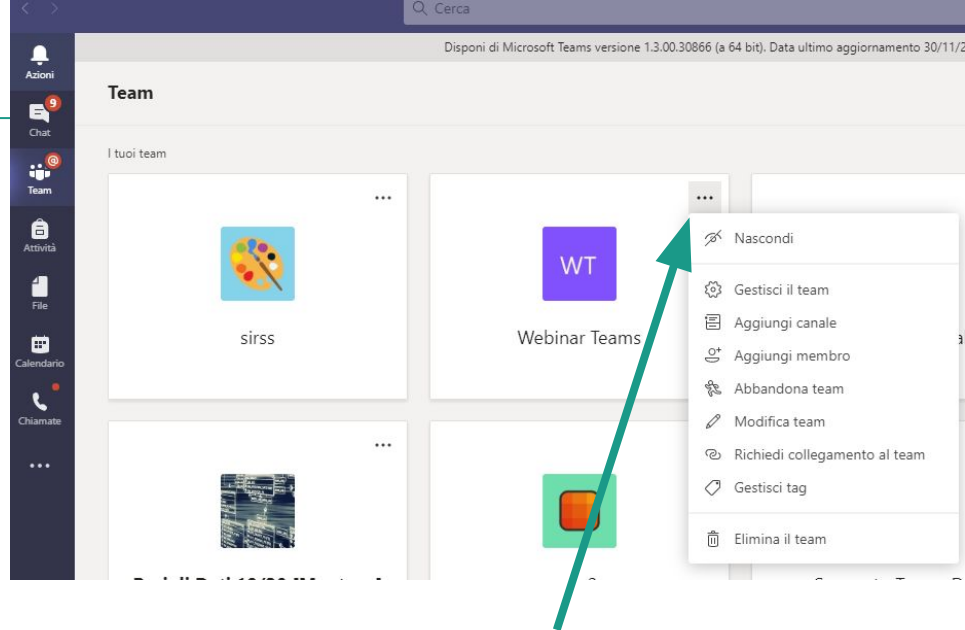 Cerca
Disponi di Microsoft Teams versione 1.3.00.30866 (a 64 bit). Data ultimo aggiornamento 30/11/2
Azioni
9
Chat
@
Team
Attività
File
Calendario
Chiamate
Team
I tuoi team
sirss
WT
Webinar Teams
Nascondi
Gestisci il team
Aggiungi canale
Aggiungi membro
Abbandona team
Modifica team
Richiedi collegamento al team
Gestisci tag
Elimina il team